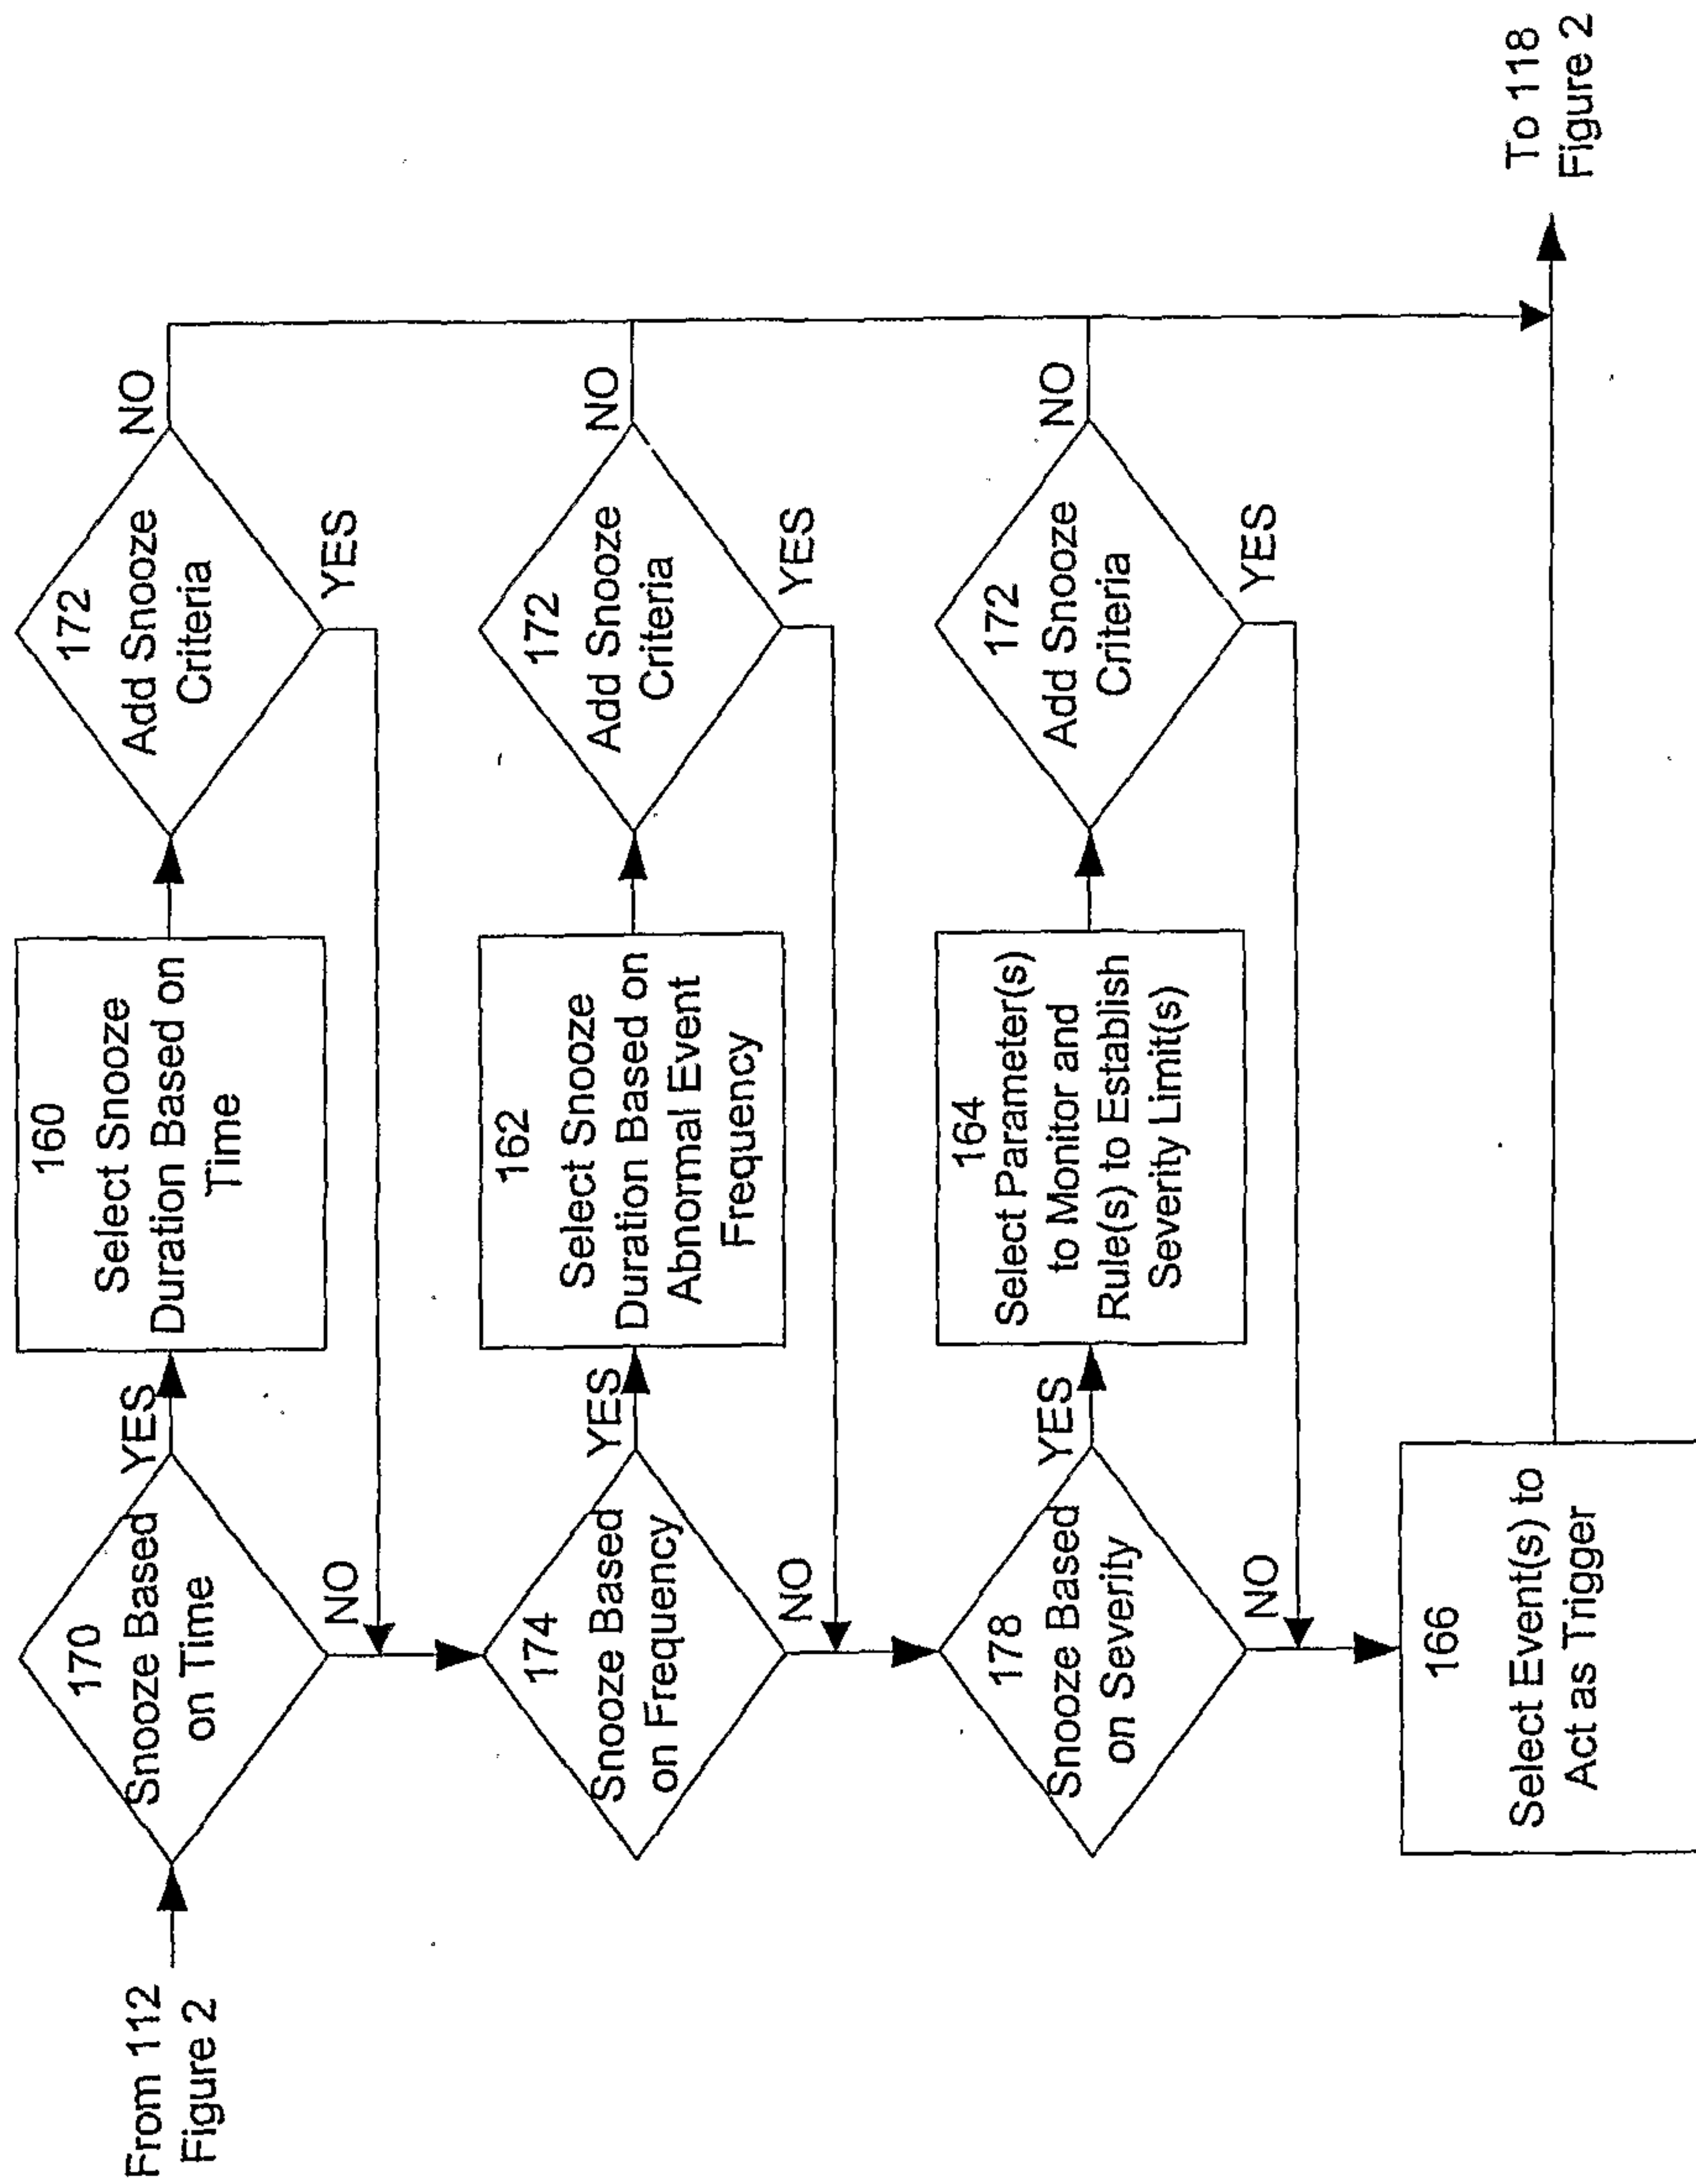 From 112
Figure 2
170
Snooze Based
on Time
YES
NO
160
Select Snooze
Duration Based on
Time
172
Add Snooze
Criteria
NO
YES
174
Snooze Based
on Frequency
YES
NO
162
Select Snooze
Duration Based on
Abnormal Event
Frequency
172
Add Snooze
Criteria
NO
YES
178
Snooze Based
on Severity
YES
NO
164
Select Parameter(s)
to Monitor and
Rule(s) to Establish
Severity Limit(s)
172
Add Snooze
Criteria
NO
YES
166
Select Event(s) to
Act as Trigger
To 118
Figure 2